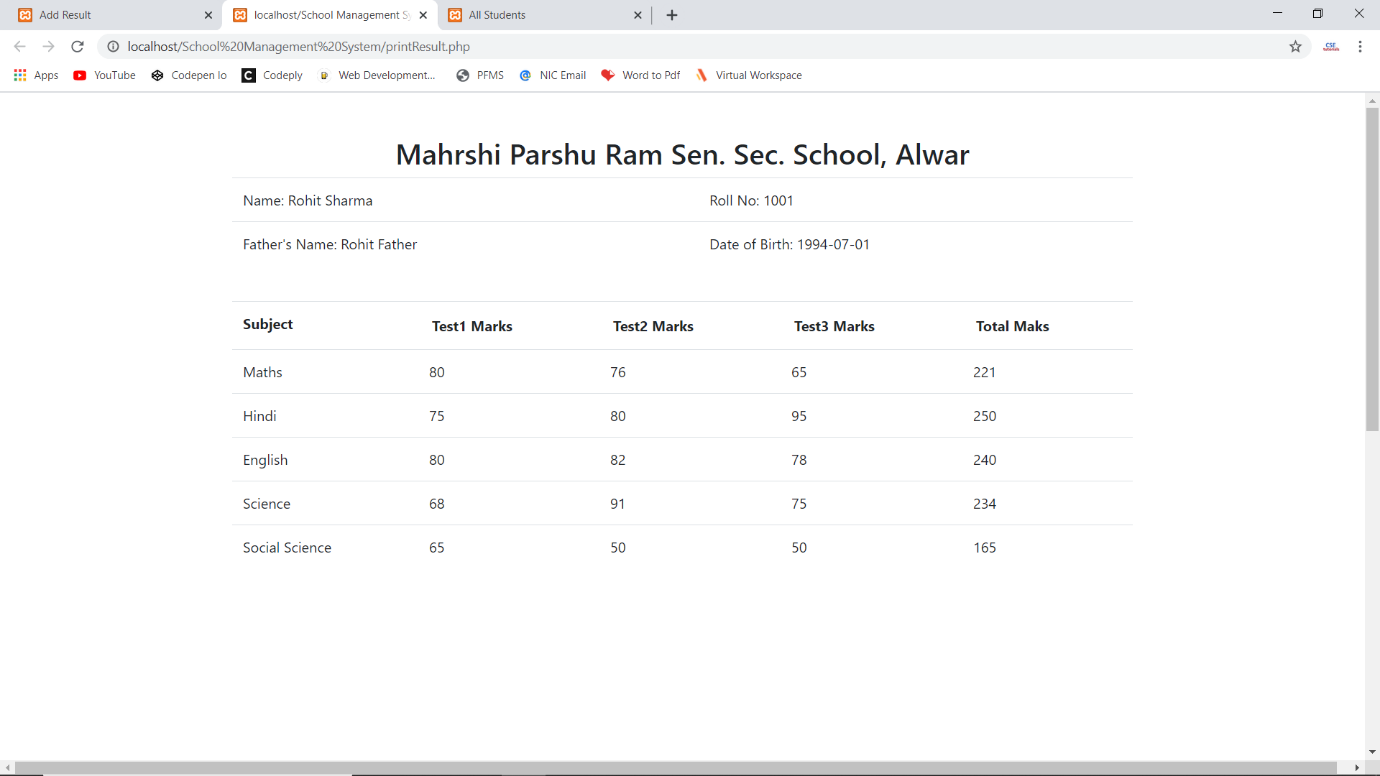 Add Result
localhost/School Management Sy
All Students
localhost/School%20Management%20System/printResult.php
CSE
Apps YouTube Codepen Io Codeply Web Development... PFMS NIC Email Word to Pdf Virtual Workspace
Mahrshi Parshu Ram Sen. Sec. School, Alwar
Name: Rohit Sharma Roll No: 1001
Father's Name: Rohit Father Date of Birth: 1994-07-01
Subject Test1 Marks Test2 Marks Test3 Marks Total Maks
Maths 80 76 65 221
Hindi 75 80 95 250
English 80 82 78 240
Science 68 91 75 234
Social Science 65 50 50 165